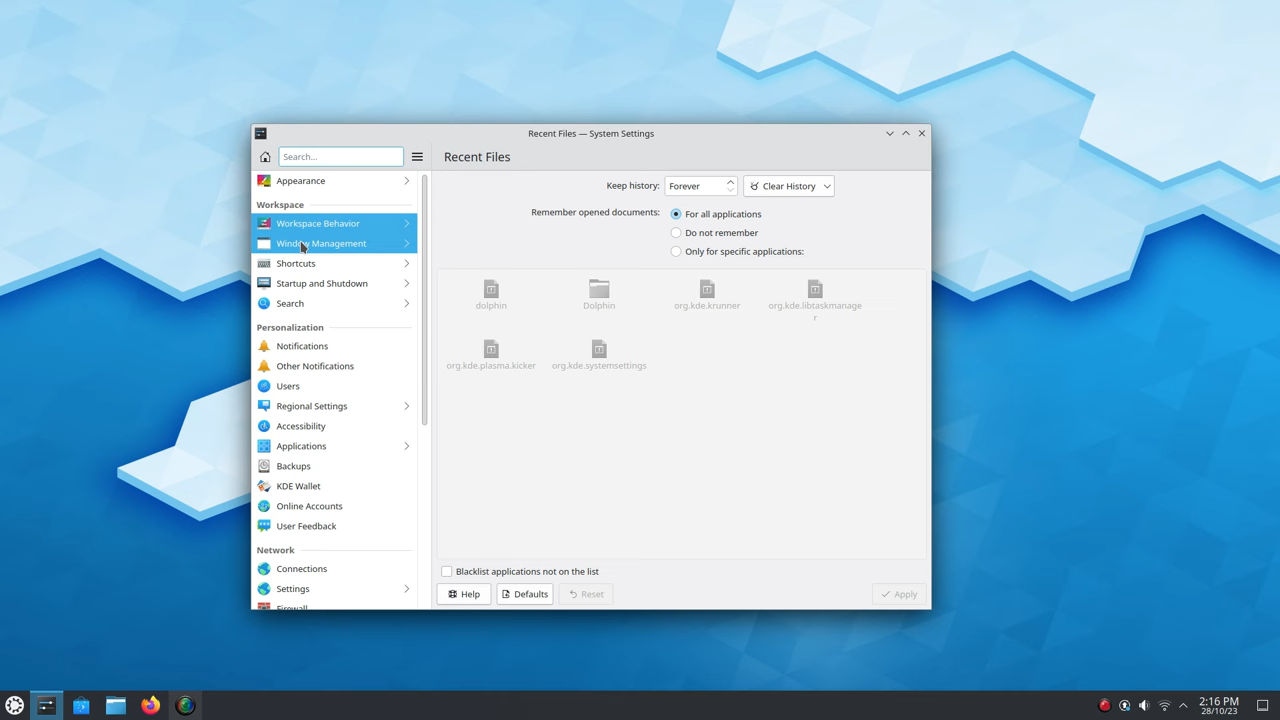 Recent Files — System Settings
Search...
Recent Files
Appearance
Workspace
Workspace Behavior
Window Management
Shortcuts
Startup and Shutdown
Search
Personalization
Notifications
Other Notifications
Users
Regional Settings
Accessibility
Applications
Backups
KDE Wallet
Online Accounts
User Feedback
Network
Connections
Settings
Firewall
Keep history:
Forever
Clear History
Remember opened documents:
For all applications
Do not remember
Only for specific applications:
dolphin
Dolphin
org.kde.krunner
org.kde.libtaskmanage
r
org.kde.plasma.kicker
org.kde.systemsettings
Blacklist applications not on the list
Help
Defaults
Reset
Apply
2:16 PM
28/10/23